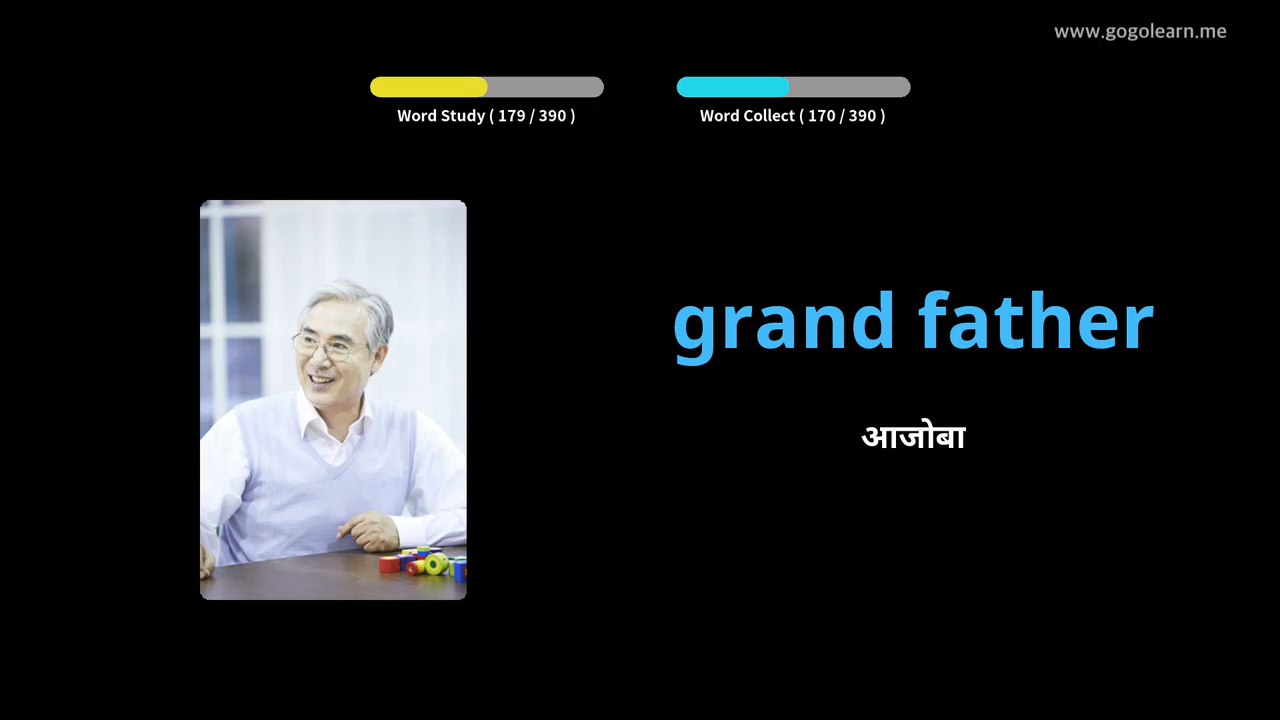 www.gogolearn.me
Word Study ( 179 / 390 )
Word Collect ( 170 / 390 )
grand father
आजोबा